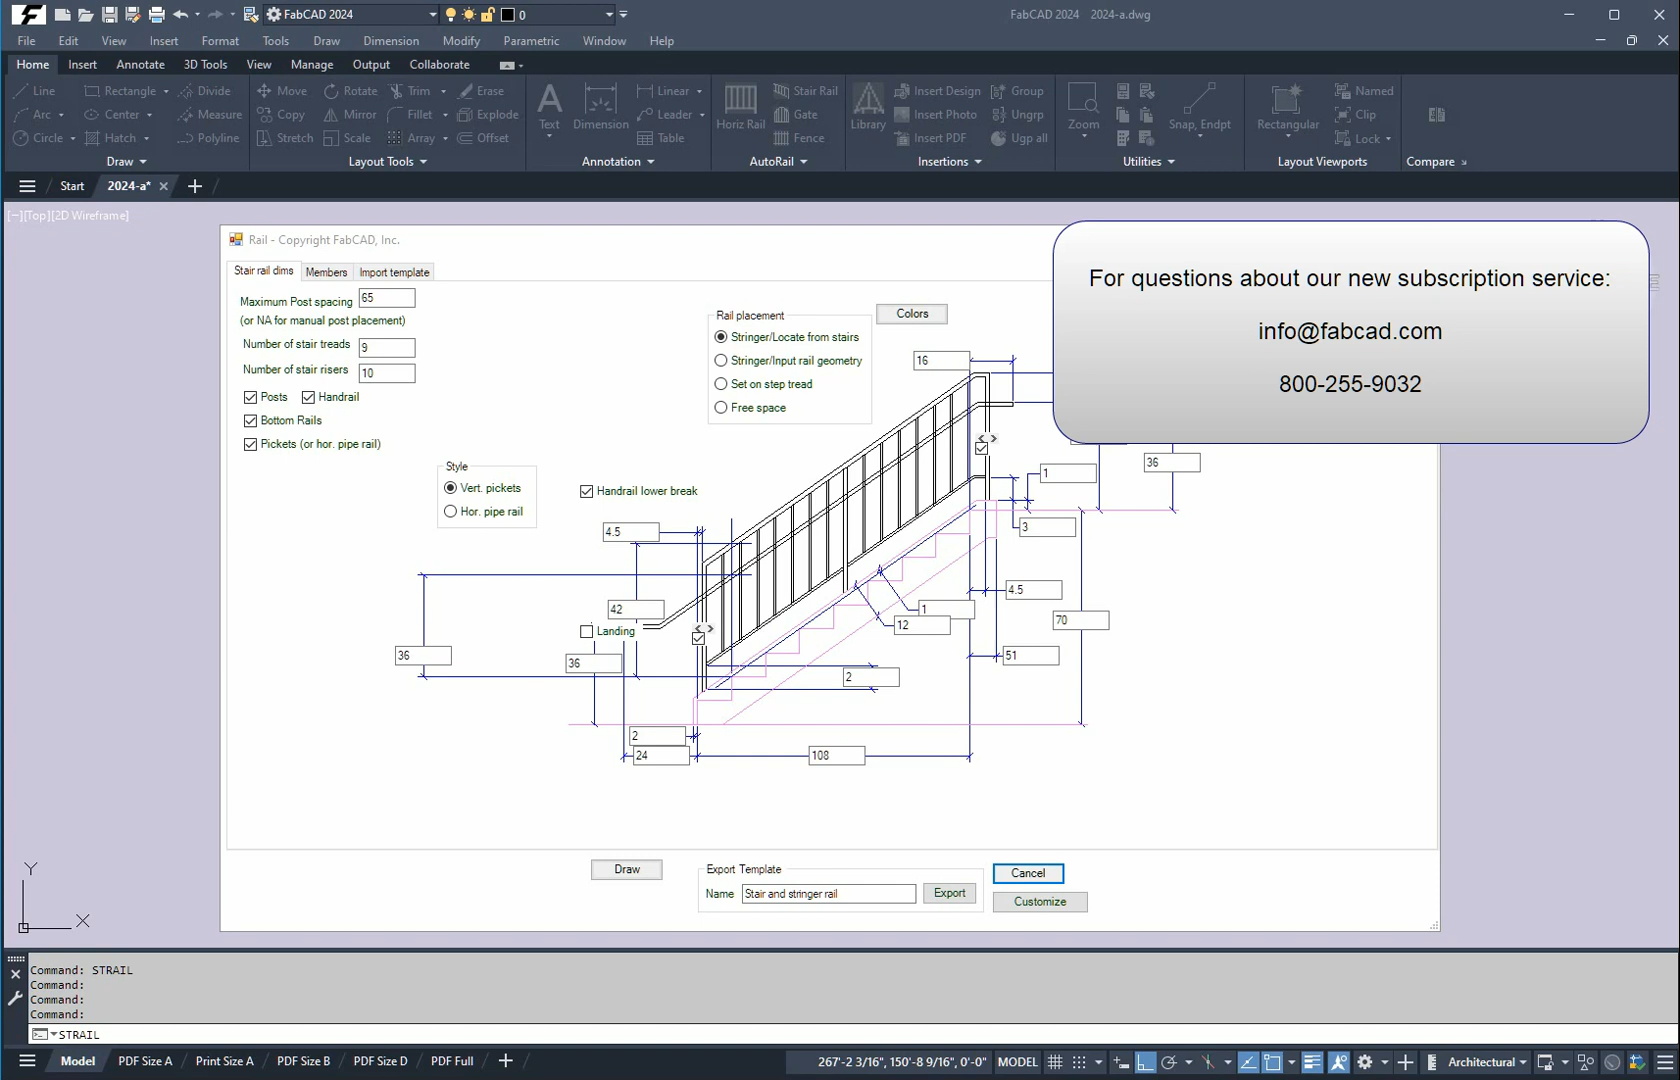 FabCAD 2024
0
FabCAD 2024 2024-a.dwg
File Edit View Insert Format Tools Draw Dimension Modify Parametric Window Help
Home Insert Annotate 3D Tools View Manage Output Collaborate
Line Rectangle Divide Move Rotate Trim Erase Linear Stair Rail Insert Design Group Named
Arc Center Measure Copy Mirror Fillet Explode Leader Gate Insert Photo Ungrp Clip
Text Dimension Horiz Rail Library Zoom Snap, Endpt Rectangular
Circle Hatch Polyline Stretch Scale Array Offset Table Fence Insert PDF Ugp all Lock
Draw Layout Tools Annotation AutoRail Insertions Utilities Layout Viewports Compare
Start 2024-a*
[−][Top][2D Wireframe]
Rail - Copyright FabCAD, Inc.
Stair rail dims Members Import template
Maximum Post spacing 65
(or NA for manual post placement)
Number of stair treads 9
Number of stair risers 10
Posts Handrail
Bottom Rails
Pickets (or hor. pipe rail)
Style
Vert. pickets
Hor. pipe rail
Rail placement
Stringer/Locate from stairs
Stringer/Input rail geometry
Set on step tread
Free space
Colors
For questions about our new subscription service:
info@fabcad.com
800-255-9032
16
36
1
3
Handrail lower break
4.5
4.5
42
1
12
70
Landing
36
36
51
2
2
24
108
Draw
Export Template
Name Stair and stringer rail Export
Cancel
Customize
Y
X
Command: STRAIL
Command:
Command:
Command:
STRAIL
Model PDF Size A Print Size A PDF Size B PDF Size D PDF Full
267'-2 3/16", 150'-8 9/16", 0'-0" MODEL Architectural